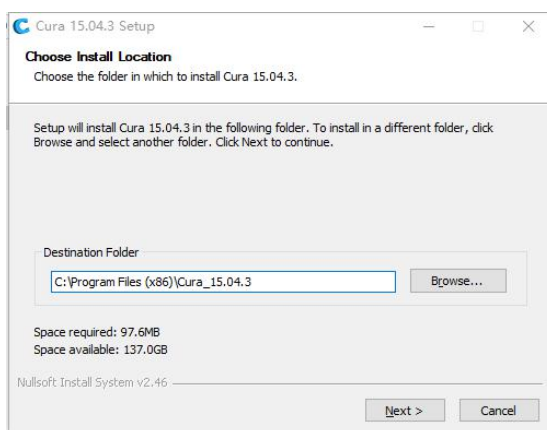 Cura 15.04.3 Setup
Choose Install Location
Choose the folder in which to install Cura 15.04.3.
Setup will install Cura 15.04.3 in the following folder. To install in a different folder, click
Browse and select another folder. Click Next to continue.
Destination Folder
C:\Program Files (x86)\Cura_15.04.3
Browse...
Space required: 97.6MB
Space available: 137.0GB
Nullsoft Install System v2.46
Next >
Cancel